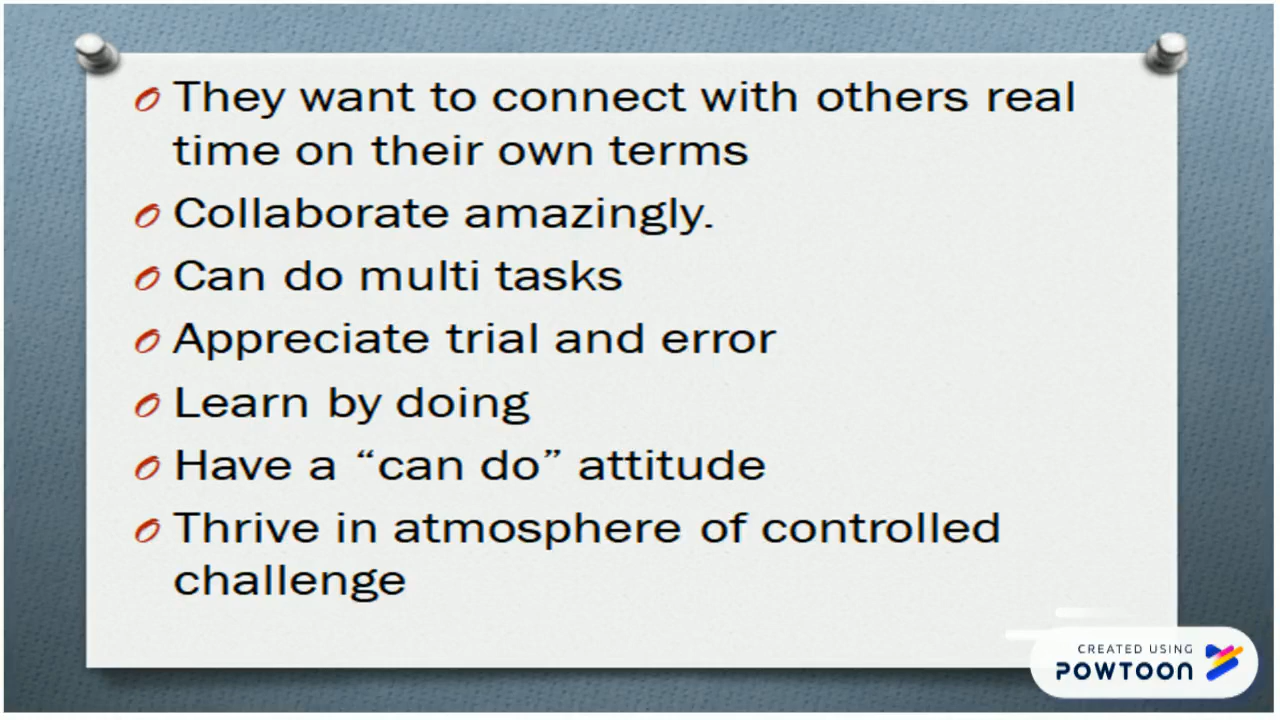 They want to connect with others real
time on their own terms
Collaborate amazingly.
Can do multi tasks
Appreciate trial and error
Learn by doing
Have a “can do” attitude
Thrive in atmosphere of controlled
challenge
CREATED USING
POWTOON